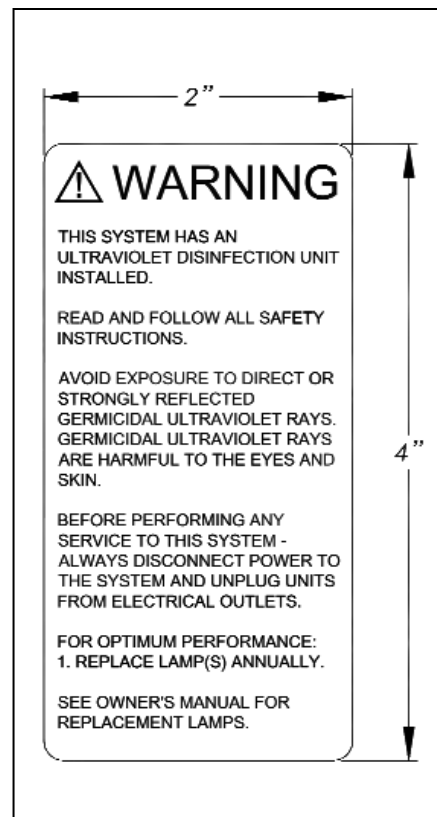 2”
WARNING
THIS SYSTEM HAS AN
ULTRAVIOLET DISINFECTION UNIT
INSTALLED.
READ AND FOLLOW ALL SAFETY
INSTRUCTIONS.
AVOID EXPOSURE TO DIRECT OR
STRONGLY REFLECTED
GERMICIDAL ULTRAVIOLET RAYS.
GERMICIDAL ULTRAVIOLET RAYS
ARE HARMFUL TO THE EYES AND
SKIN.
4”
BEFORE PERFORMING ANY
SERVICE TO THIS SYSTEM -
ALWAYS DISCONNECT POWER TO
THE SYSTEM AND UNPLUG UNITS
FROM ELECTRICAL OUTLETS.
FOR OPTIMUM PERFORMANCE:
1. REPLACE LAMP(S) ANNUALLY.
SEE OWNER'S MANUAL FOR
REPLACEMENT LAMPS.